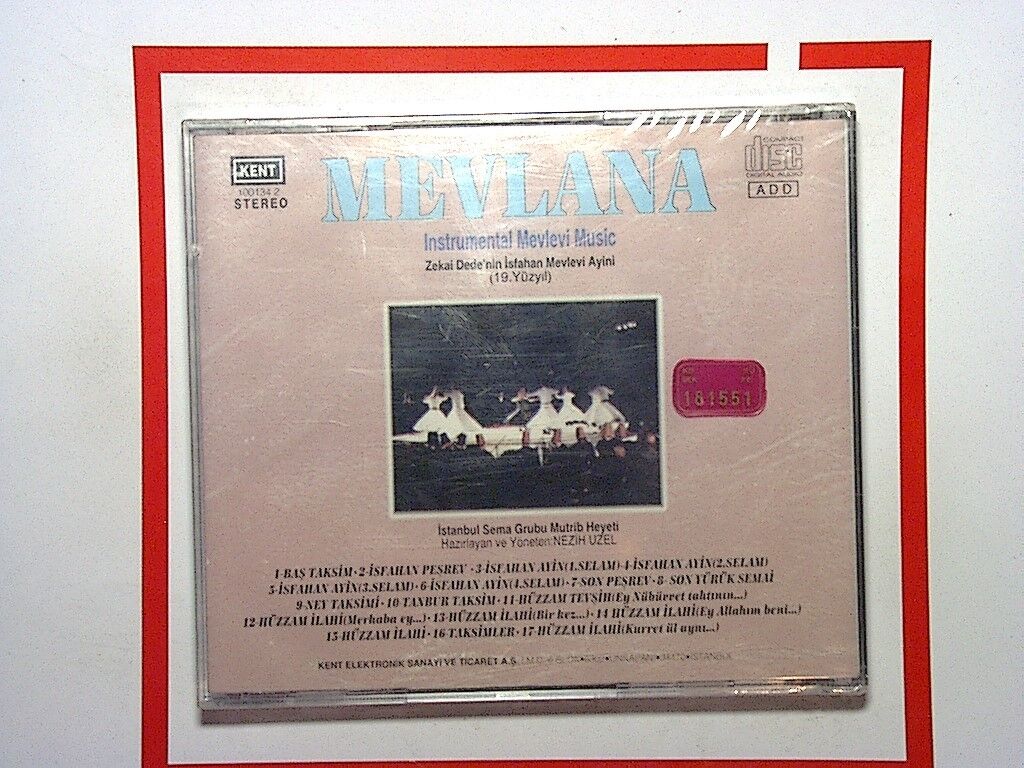 KENT
100134 2
STEREO
MEVLANA
COMPACT
disc
DIGITAL AUDIO
ADD
Instrumental Mevlevi Music
Zekai Dede'nin İsfahan Mevlevi Ayini
(19.Yüzyıl)
181551
İstanbul Sema Grubu Mutrib Heyeti
Hazırlayan ve Yöneten:NEZİH UZEL
1-BAŞ TAKSİM·2-İSFAHAN PEŞREV·3-İSFAHAN AYİN(1.SELAM)-4-İSFAHAN AYİN(2.SELAM)
5-İSFAHAN AYİN(3.SELAM)·6-İSFAHAN AYİN(4.SELAM)·7-SON PEŞREV·8-SON YÜRÜK SEMAİ
9-NEY TAKSİMİ·10 TANBUR TAKSİM·11-HÜZZAM TEVŞİH(Ey Nübüvvet tahtının...)
12-HÜZZAM İLAHİ(Merhaba ey...)·13-HÜZZAM İLAHİ(Bir kez...)·14 HÜZZAM İLAHİ(Ey Allahım beni...)
15-HÜZZAM İLAHİ·16 TAKSİMLER·17-HÜZZAM İLAHİ(Kurret ül aynı...)
KENT ELEKTRONİK SANAYİ VE TİCARET A.Ş. UNKAPANI İSTANBUL